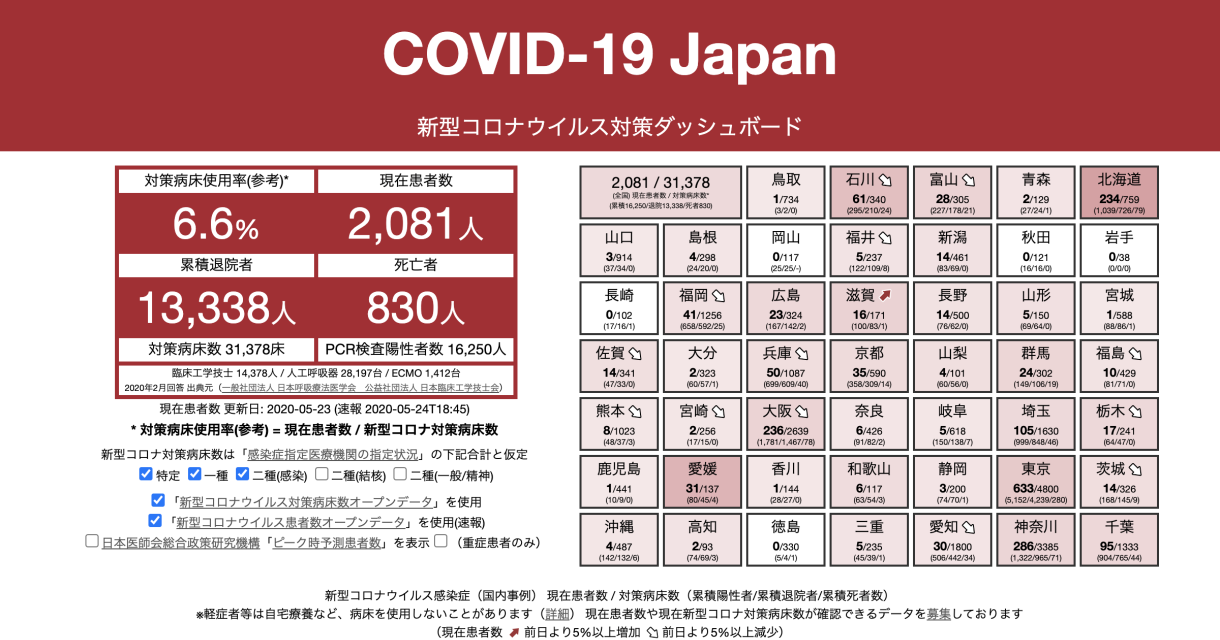 COVID-19 Japan
新型コロナウイルス対策ダッシュボード
対策病床使用率(参考)*
現在患者数
6.6%
2,081人
累積退院者
死亡者
13,338人
830人
対策病床数 31,378床
PCR検査陽性者数 16,250人
臨床工学技士 14,378人 / 人工呼吸器 28,197台 / ECMO 1,412台
2020年2月回答 出典元（一般社団法人 日本呼吸療法医学会　公益社団法人 日本臨床工学技士会）
現在患者数 更新日: 2020-05-23 (速報 2020-05-24T18:45)
* 対策病床使用率(参考) = 現在患者数 / 新型コロナ対策病床数
新型コロナ対策病床数は「感染症指定医療機関の指定状況」の下記合計と仮定
特定 一種 二種(感染) 二種(結核) 二種(一般/精神)
「新型コロナウイルス対策病床数オープンデータ」を使用
「新型コロナウイルス患者数オープンデータ」を使用(速報)
日本医師会総合政策研究機構「ピーク時予測患者数」を表示 （重症患者のみ）
2,081 / 31,378
(全国) 現在患者数 / 対策病床数*
(累積16,250/退院13,338/死者830)
鳥取
1/734
(3/2/0)
石川
61/340
(295/210/24)
富山
28/305
(227/178/21)
青森
2/129
(27/24/1)
北海道
234/759
(1,039/726/79)
山口
3/914
(37/34/0)
島根
4/298
(24/20/0)
岡山
0/117
(25/25/-)
福井
5/237
(122/109/8)
新潟
14/461
(83/69/0)
秋田
0/121
(16/16/0)
岩手
0/38
(0/0/0)
長崎
0/102
(17/16/1)
福岡
41/1256
(658/592/25)
広島
23/324
(167/142/2)
滋賀
16/171
(100/83/1)
長野
14/500
(76/62/0)
山形
5/150
(69/64/0)
宮城
1/588
(88/86/1)
佐賀
14/341
(47/33/0)
大分
2/323
(60/57/1)
兵庫
50/1087
(699/609/40)
京都
35/590
(358/309/14)
山梨
4/101
(60/56/0)
群馬
24/302
(149/106/19)
福島
10/429
(81/71/0)
熊本
8/1023
(48/37/3)
宮崎
2/256
(17/15/0)
大阪
236/2639
(1,781/1,467/78)
奈良
6/426
(91/82/2)
岐阜
5/618
(150/138/7)
埼玉
105/1630
(999/848/46)
栃木
17/241
(64/47/0)
鹿児島
1/441
(10/9/0)
愛媛
31/137
(80/45/4)
香川
1/144
(28/27/0)
和歌山
6/117
(63/54/3)
静岡
3/200
(74/70/1)
東京
633/4800
(5,152/4,239/280)
茨城
14/326
(168/145/9)
沖縄
4/487
(142/132/6)
高知
2/93
(74/69/3)
徳島
0/330
(5/4/1)
三重
5/235
(45/39/1)
愛知
30/1800
(506/442/34)
神奈川
286/3385
(1,322/965/71)
千葉
95/1333
(904/765/44)
新型コロナウイルス感染症（国内事例） 現在患者数 / 対策病床数（累積陽性者/累積退院者/累積死者数）
※軽症者等は自宅療養など、病床を使用しないことがあります（詳細） 現在患者数や現在新型コロナ対策病床数が確認できるデータを募集しております
（現在患者数 前日より5%以上増加 前日より5%以上減少）